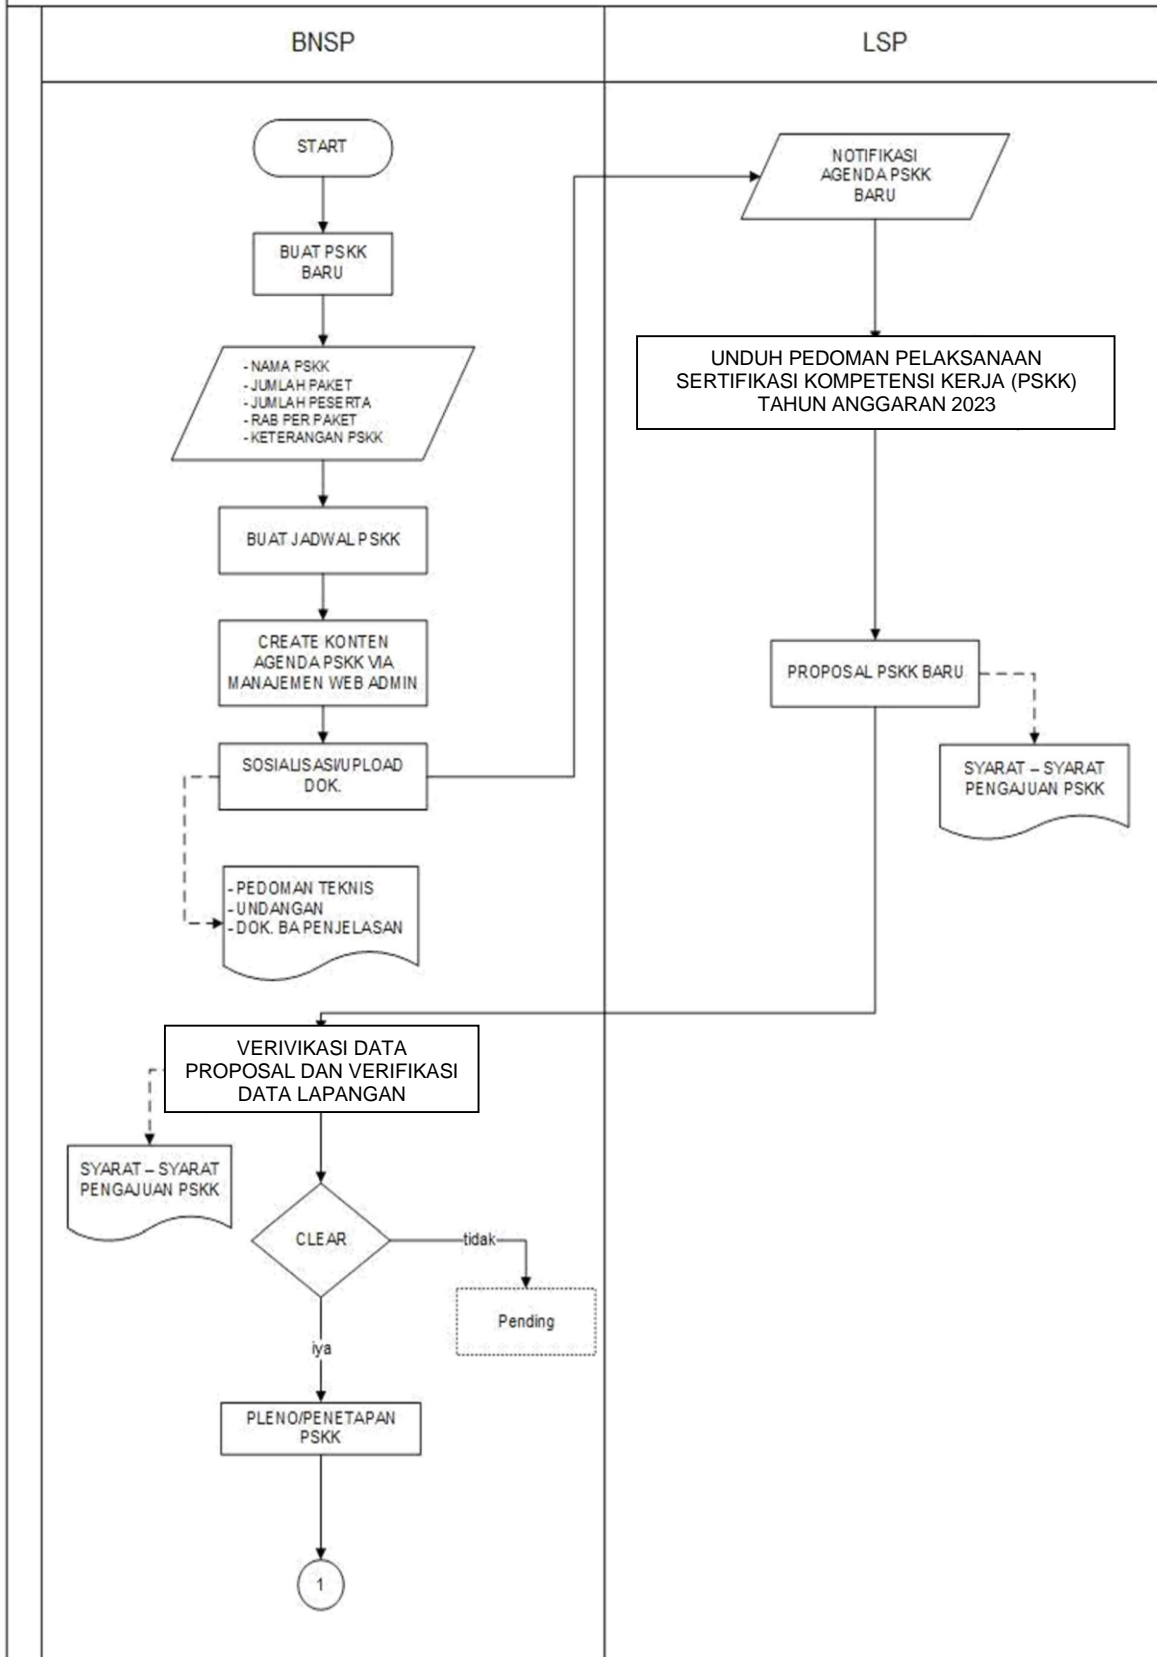 BNSP
LSP
START
BUAT PSKK
BARU
- NAMA PSKK
- JUMLAH PAKET
- JUMLAH PESERTA
- RAB PER PAKET
- KETERANGAN PSKK
BUAT JADWAL PSKK
CREATE KONTEN
AGENDA PSKK VIA
MANAJEMEN WEB ADMIN
SOSIALISASI/UPLOAD
DOK.
- PEDOMAN TEKNIS
- UNDANGAN
- DOK. BA PENJELASAN
NOTIFIKASI
AGENDA PSKK
BARU
UNDUH PEDOMAN PELAKSANAAN
SERTIFIKASI KOMPETENSI KERJA (PSKK)
TAHUN ANGGARAN 2023
PROPOSAL PSKK BARU
SYARAT – SYARAT
PENGAJUAN PSKK
VERIVIKASI DATA
PROPOSAL DAN VERIFIKASI
DATA LAPANGAN
SYARAT – SYARAT
PENGAJUAN PSKK
CLEAR
tidak
Pending
iya
PLENO/PENETAPAN
PSKK
1